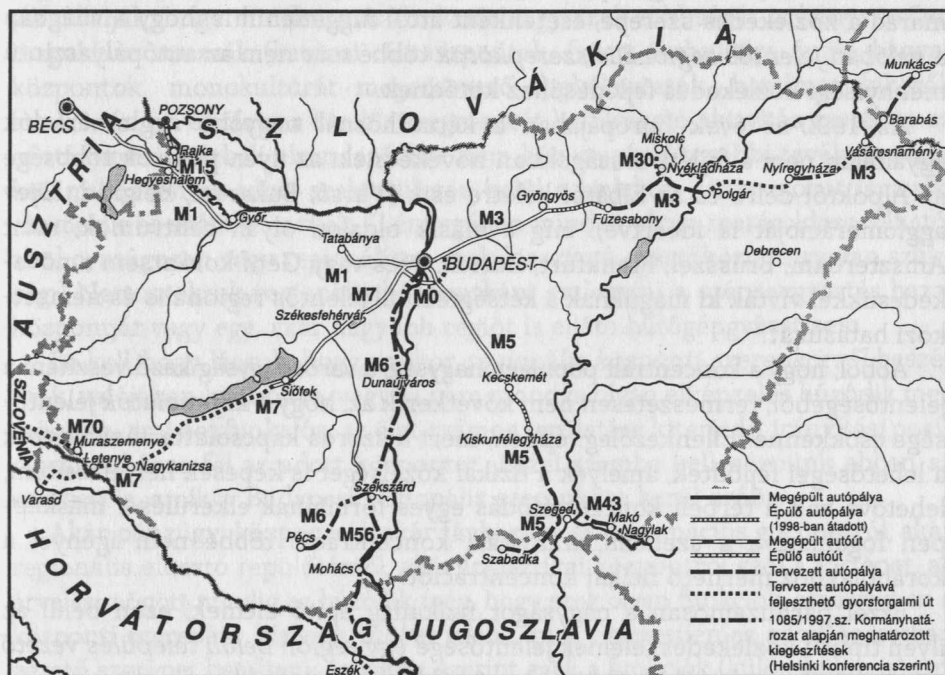 SZLOVÁKIA
AUSZTRIA
SZLOVÉNIA
HORVÁTORSZÁG
JUGOSZLÁVIA
BÉCS
POZSONY
Rajka
M15
Hegyeshalom
M1
Győr
Tatabánya
M1
BUDAPEST
M0
M7
Székesfehérvár
M3
Gyöngyös
Füzesabony
M30
Miskolc
Nyékládháza
M3
Nyíregyháza
M3
Vásárosnamény
Barabás
Munkács
Debrecen
M6
Dunaújváros
M5
Kecskemét
Kiskunfélegyháza
M5
Siófok
M7
M70
Muraszemenye
Letenye
Nagykanizsa
M7
Varasd
Szekszárd
M6
M56
Pécs
Mohács
Eszék
Szeged
M43
Makó
Nagylak
M5
Szabadka
Megépült autópálya
Épülő autópálya
(1998-ban átadott)
Megépült autóút
Épülő autóút
Tervezett autópálya
Tervezett autópályává
fejleszthető gyorsforgalmi út
1085/1997.sz. Kormányhatá-
rozat alapján meghatározott
kiegészítések
(Helsinki konferencia szerint)